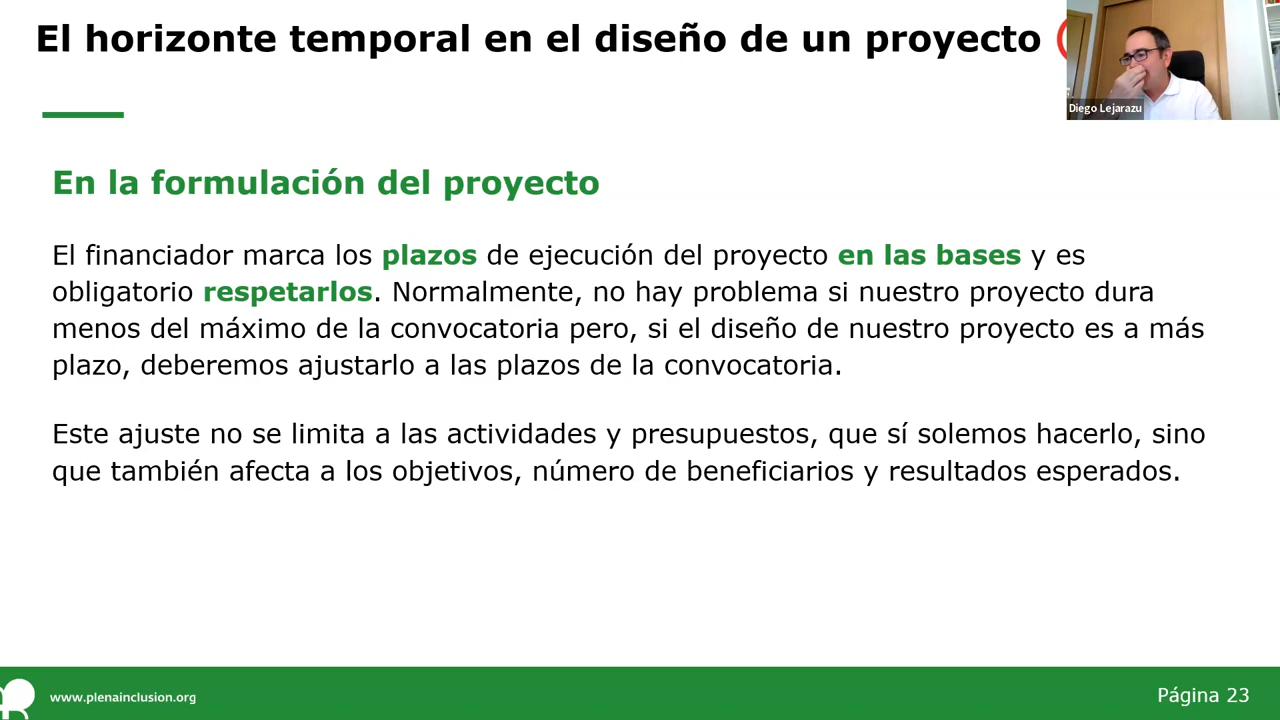 El horizonte temporal en el diseño de un proyecto
Diego Lejarazu
En la formulación del proyecto
El financiador marca los plazos de ejecución del proyecto en las bases y es
obligatorio respetarlos. Normalmente, no hay problema si nuestro proyecto dura
menos del máximo de la convocatoria pero, si el diseño de nuestro proyecto es a más
plazo, deberemos ajustarlo a las plazos de la convocatoria.
Este ajuste no se limita a las actividades y presupuestos, que sí solemos hacerlo, sino
que también afecta a los objetivos, número de beneficiarios y resultados esperados.
www.plenainclusion.org
Página 23